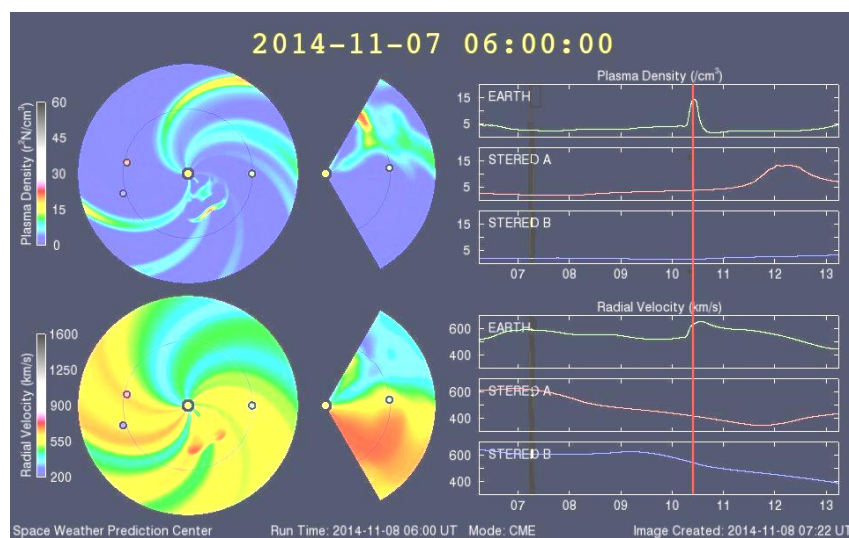 2014-11-07 06:00:00
Plasma Density (r²N/cm³)
60
45
30
15
0
Plasma Density (/cm³)
EARTH
15
5
STEREO A
15
5
STEREO B
15
5
07 08 09 10 11 12 13
Radial Velocity (km/s)
1600
1250
900
550
200
Radial Velocity (km/s)
EARTH
600
400
STEREO A
600
400
STEREO B
600
400
07 08 09 10 11 12 13
Space Weather Prediction Center Run Time: 2014-11-08 06:00 UT Mode: CME Image Created: 2014-11-08 07:22 UT